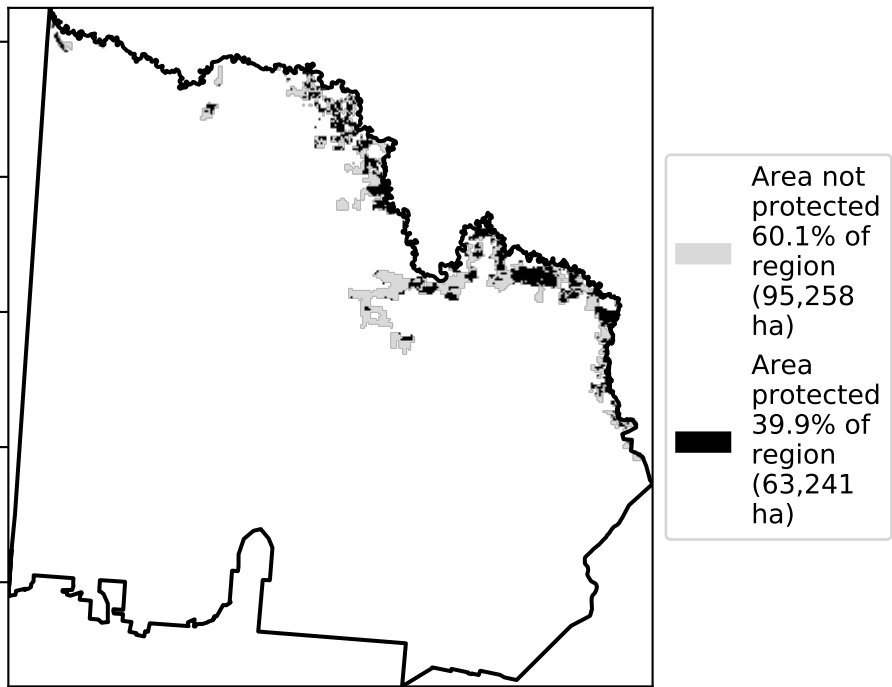 Area not
protected
60.1% of
region
(95,258
ha)
Area
protected
39.9% of
region
(63,241
ha)